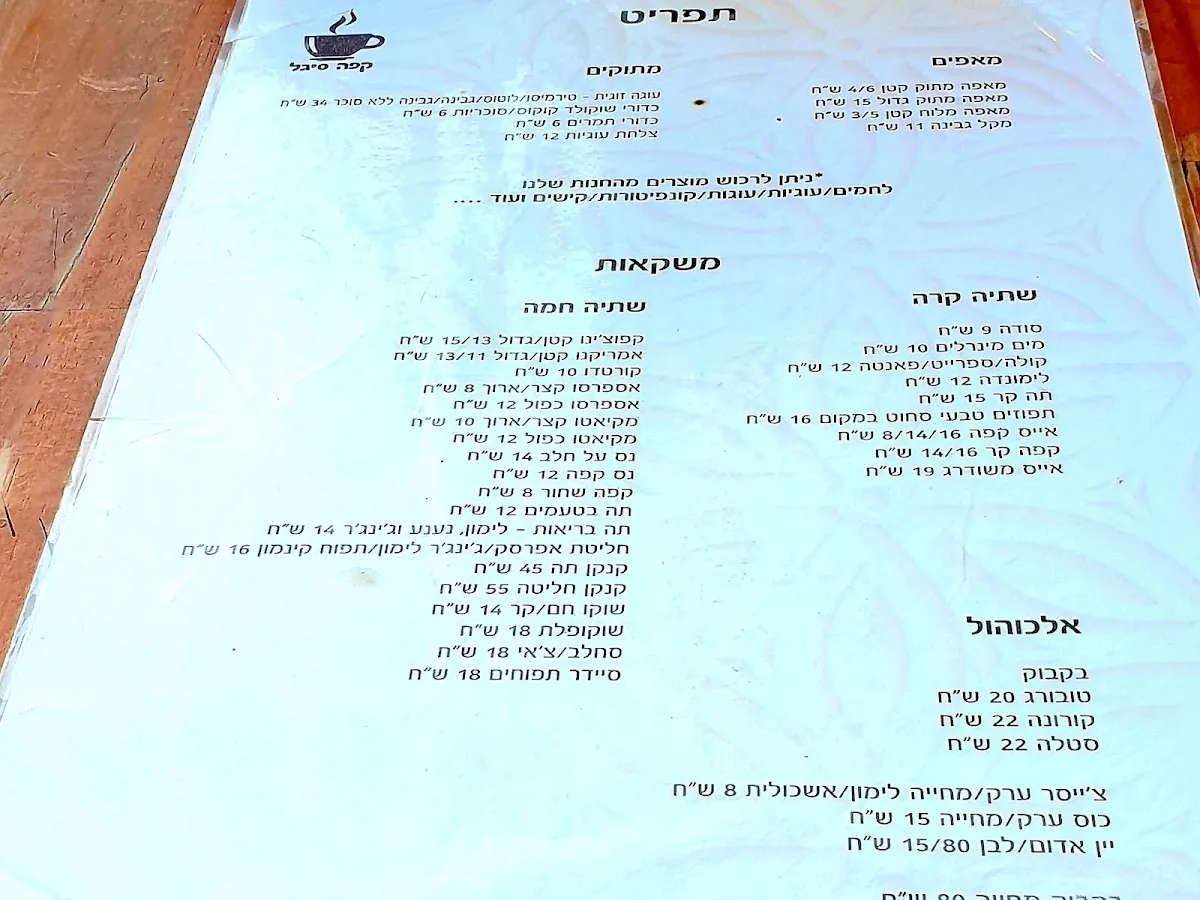 תפריט
קפה סיגל
מאפים
מאפה מתוק קטן 4/6 ש"ח
מאפה מתוק גדול 15 ש"ח
מאפה מלוח קטן 3/5 ש"ח
מקל גבינה 11 ש"ח
מתוקים
עוגה זוגית - טירמיסו/לוטוס/גבינה/גבינה ללא סוכר 34 ש"ח
כדורי שוקולד קוקוס/סוכריות 6 ש"ח
כדורי תמרים 6 ש"ח
צלחת עוגיות 12 ש"ח
*ניתן לרכוש מוצרים מהחנות שלנו
לחמים/עוגיות/עוגות/קונפיטורות/קישים ועוד ....
משקאות
שתיה קרה
סודה 9 ש"ח
מים מינרלים 10 ש"ח
קולה/ספרייט/פאנטה 12 ש"ח
לימונדה 12 ש"ח
תה קר 15 ש"ח
תפוזים טבעי סחוט במקום 16 ש"ח
אייס קפה 8/14/16 ש"ח
קפה קר 14/16 ש"ח
אייס משודרג 19 ש"ח
שתיה חמה
קפוצ'ינו קטן/גדול 15/13 ש"ח
אמריקנו קטן/גדול 13/11 ש"ח
קורטדו 10 ש"ח
אספרסו קצר/ארוך 8 ש"ח
אספרסו כפול 12 ש"ח
מקיאטו קצר/ארוך 10 ש"ח
מקיאטו כפול 12 ש"ח
נס על חלב 14 ש"ח
נס קפה 12 ש"ח
קפה שחור 8 ש"ח
תה בטעמים 12 ש"ח
תה בריאות - לימון, נענע וג'ינג'ר 14 ש"ח
חליטת אפרסק/ג'ינג'ר לימון/תפוח קינמון 16 ש"ח
קנקן תה 45 ש"ח
קנקן חליטה 55 ש"ח
שוקו חם/קר 14 ש"ח
שוקופלת 18 ש"ח
סחלב/צ'אי 18 ש"ח
סיידר תפוחים 18 ש"ח
אלכוהול
בקבוק
טובורג 20 ש"ח
קורונה 22 ש"ח
סטלה 22 ש"ח
צ'ייסר ערק/מחייה לימון/אשכולית 8 ש"ח
כוס ערק/מחייה 15 ש"ח
יין אדום/לבן 15/80 ש"ח